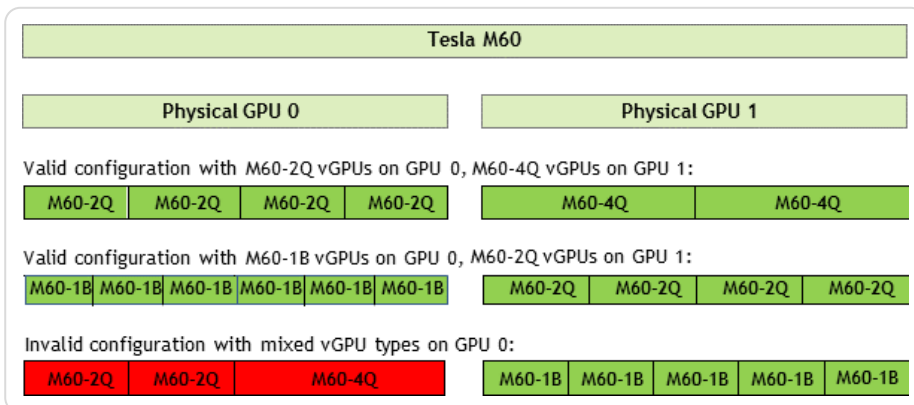 Tesla M60
Physical GPU 0 Physical GPU 1
Valid configuration with M60-2Q vGPUs on GPU 0, M60-4Q vGPUs on GPU 1:
M60-2Q M60-2Q M60-2Q M60-2Q M60-4Q M60-4Q
Valid configuration with M60-1B vGPUs on GPU 0, M60-2Q vGPUs on GPU 1:
M60-1B M60-1B M60-1B M60-1B M60-1B M60-1B M60-2Q M60-2Q M60-2Q M60-2Q
Invalid configuration with mixed vGPU types on GPU 0:
M60-2Q M60-2Q M60-4Q M60-1B M60-1B M60-1B M60-1B M60-1B